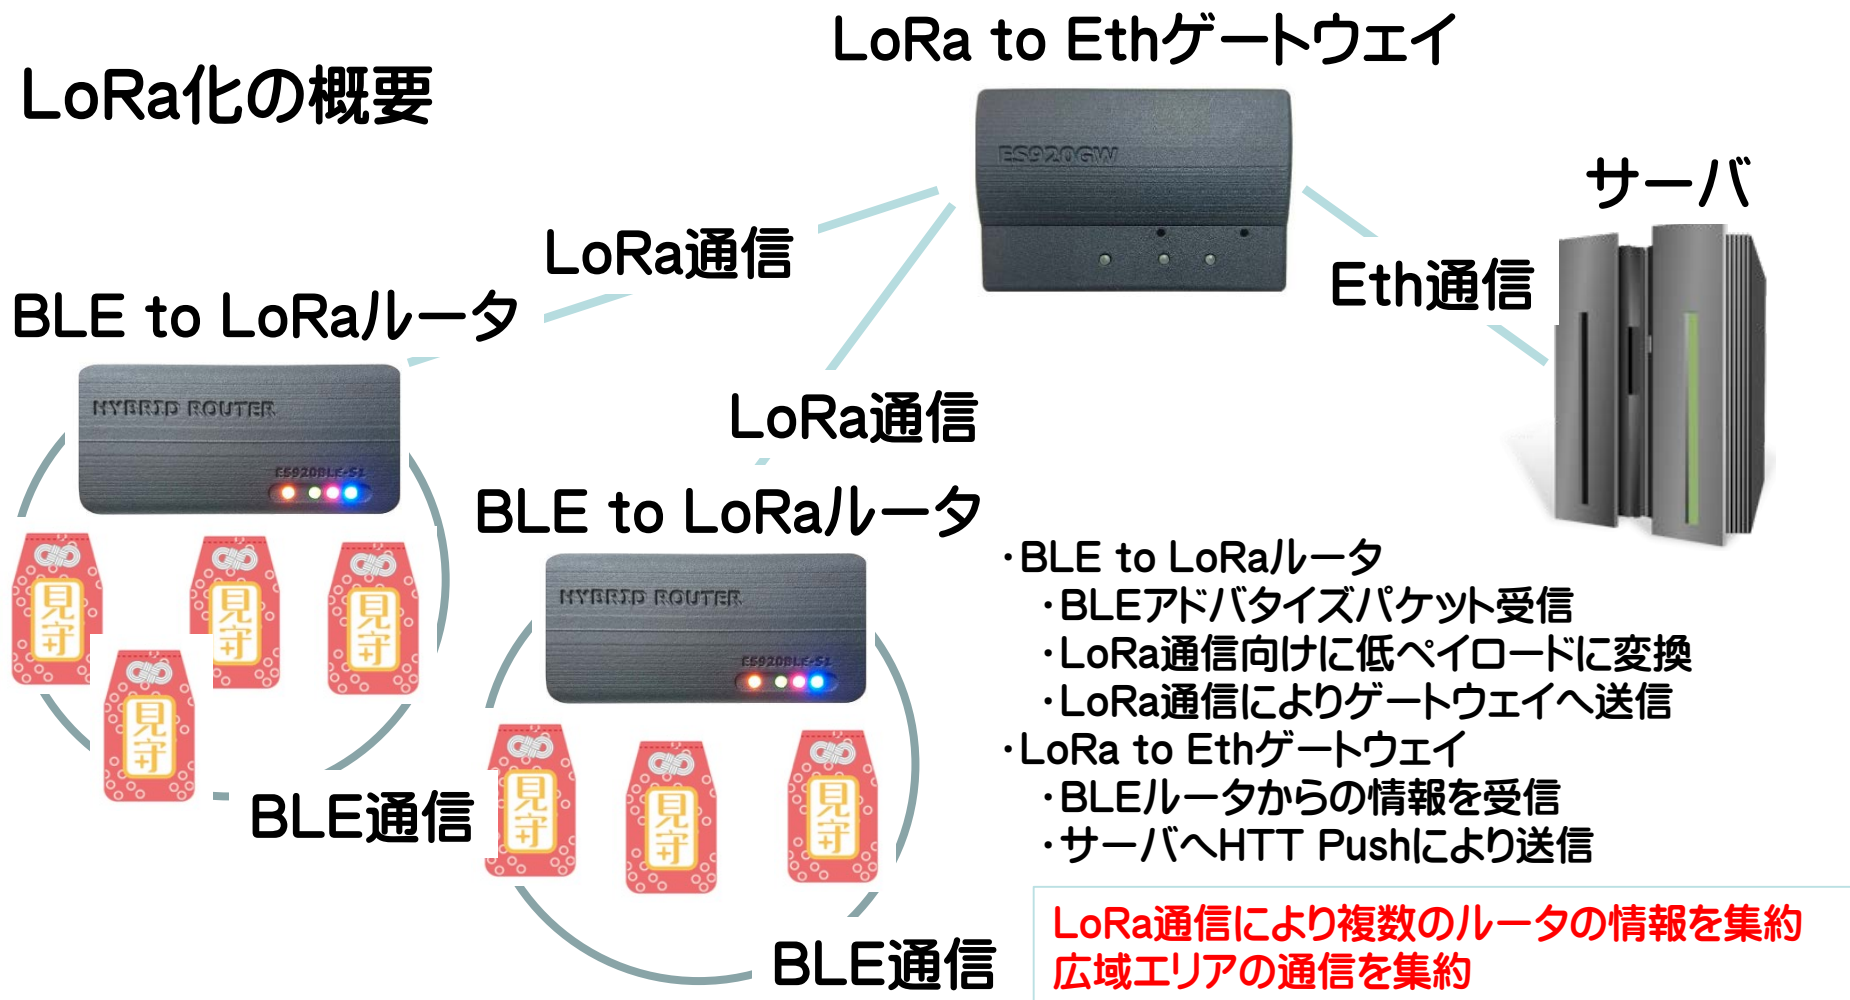 LoRa化の概要
LoRa to Ethゲートウェイ
ES920GW
サーバ
LoRa通信
Eth通信
BLE to LoRaルータ
HYBRID ROUTER
ES920BLE-S1
LoRa通信
BLE to LoRaルータ
HYBRID ROUTER
ES920BLE-S1
見守
見守
見守
見守
BLE通信
見守
見守
見守
BLE通信
・BLE to LoRaルータ
・BLEアドバタイズパケット受信
・LoRa通信向けに低ペイロードに変換
・LoRa通信によりゲートウェイへ送信
・LoRa to Ethゲートウェイ
・BLEルータからの情報を受信
・サーバへHTT Pushにより送信
LoRa通信により複数のルータの情報を集約
広域エリアの通信を集約